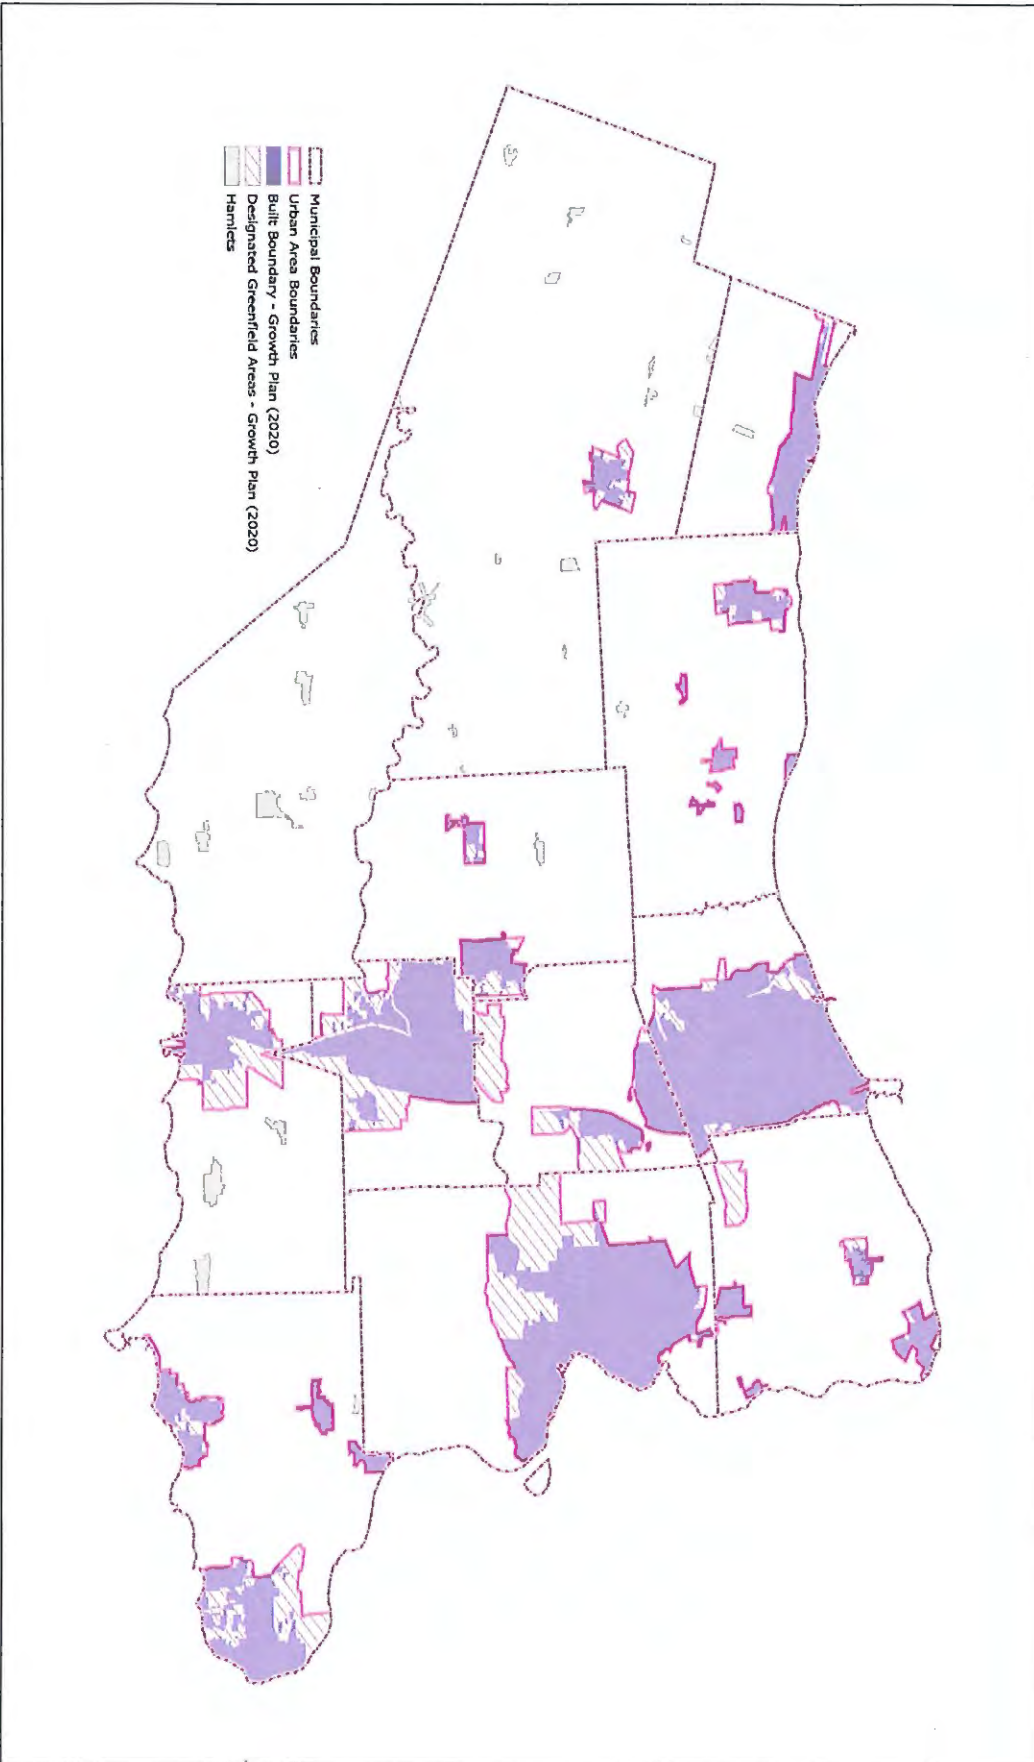 Municipal Boundaries
Urban Area Boundaries
Built Boundary - Growth Plan (2020)
Designated Greenfield Areas - Growth Plan (2020)
Hamlets